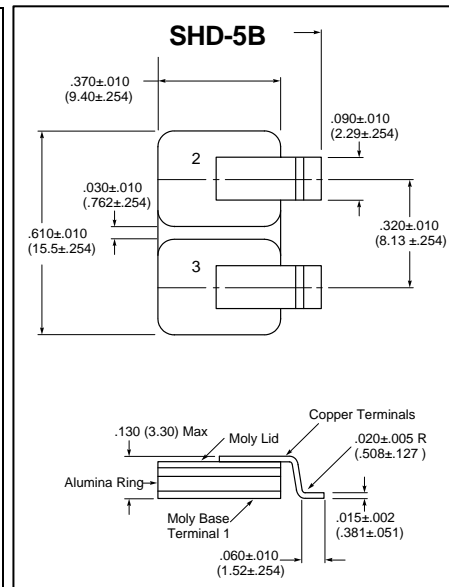 SHD-5B
.370±.010
(9.40±.254)
.090±.010
(2.29±.254)
2
.030±.010
(.762±.254)
.320±.010
(8.13 ±.254)
.610±.010
(15.5±.254)
3
Copper Terminals
.130 (3.30) Max
Moly Lid
.020±.005 R
(.508±.127 )
Alumina Ring
.015±.002
(.381±.051)
Moly Base
Terminal 1
.060±.010
(1.52±.254)